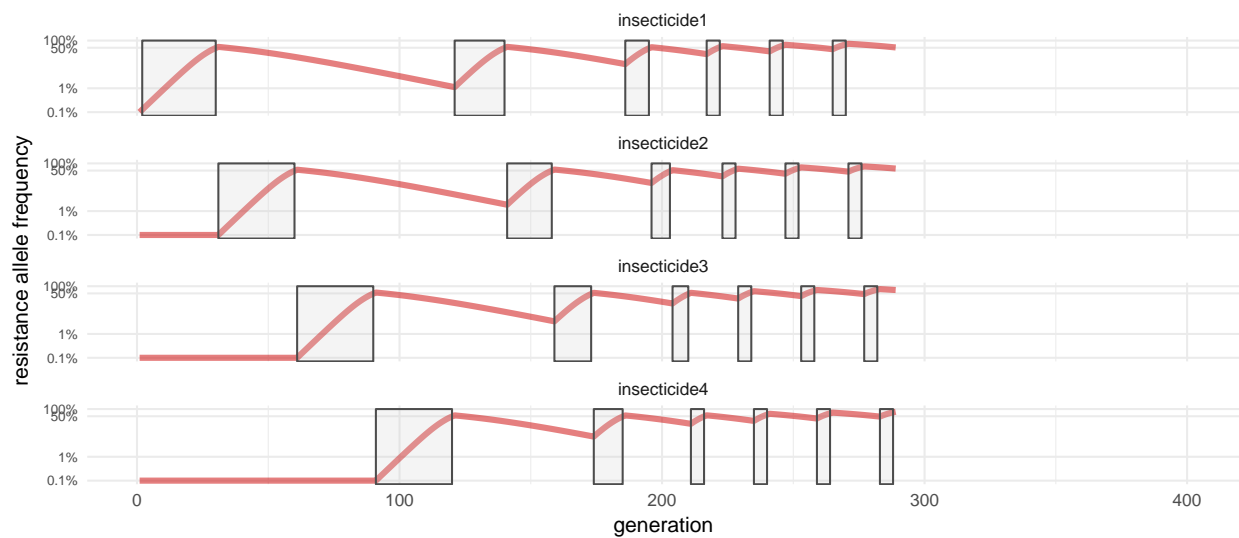 insecticide1
100%
50%
1%
0.1%
insecticide2
100%
50%
1%
0.1%
insecticide3
100%
50%
1%
0.1%
insecticide4
100%
50%
1%
0.1%
0 100 200 300 400
generation
resistance allele frequency